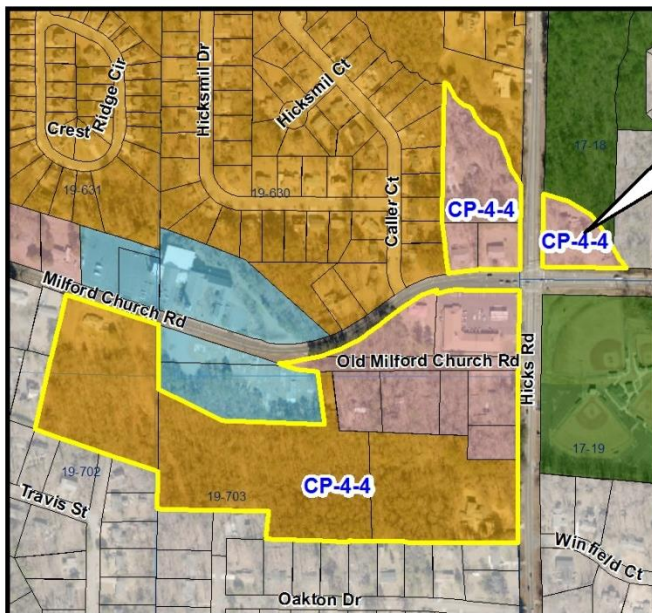 Hicksmil Dr
Hicksmil Ct
Crest Ridge Cir
17-18
19-631
19-630
Caller Ct
CP-4-4
CP-4-4
Milford Church Rd
Old Milford Church Rd
Hicks Rd
17-19
19-702
CP-4-4
19-703
Travis St
Winfield Ct
Oakton Dr